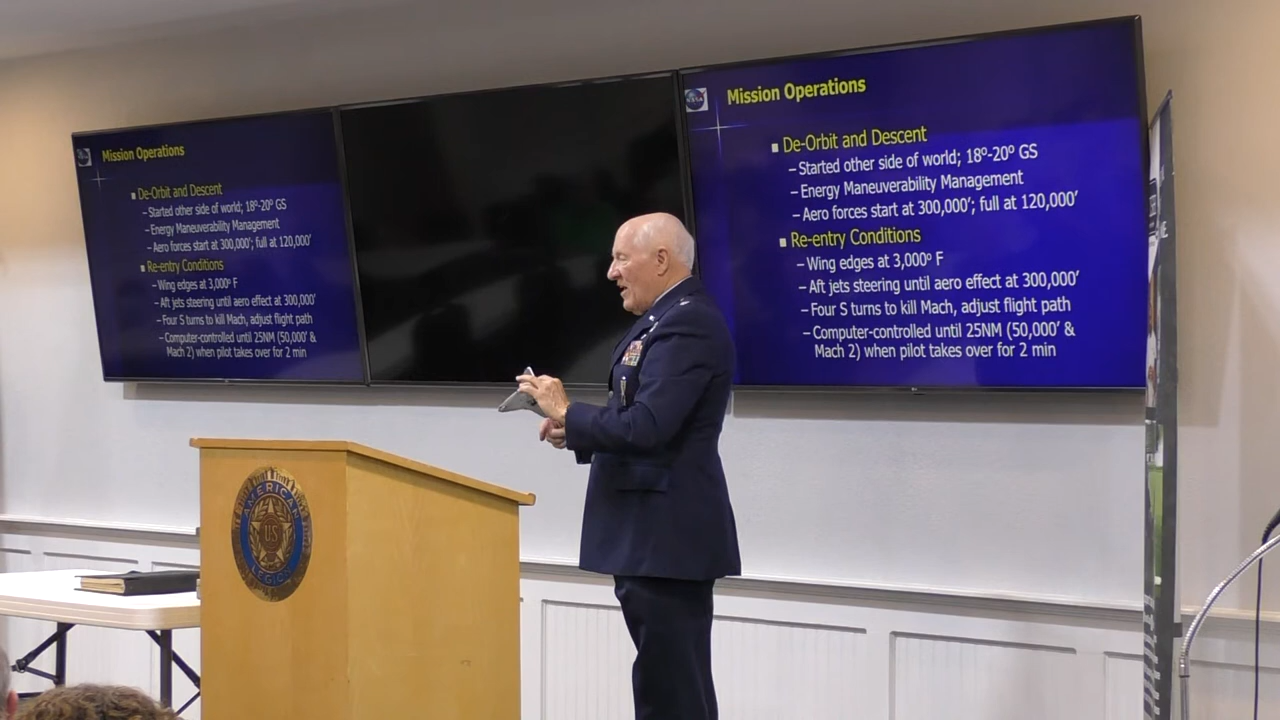 Mission Operations
De-Orbit and Descent
– Started other side of world; 18º-20º GS
– Energy Maneuverability Management
– Aero forces start at 300,000'; full at 120,000'
Re-entry Conditions
– Wing edges at 3,000º F
– Aft jets steering until aero effect at 300,000'
– Four S turns to kill Mach, adjust flight path
– Computer-controlled until 25NM (50,000' &
Mach 2) when pilot takes over for 2 min
NASA
Mission Operations
De-Orbit and Descent
– Started other side of world; 18º-20º GS
– Energy Maneuverability Management
– Aero forces start at 300,000'; full at 120,000'
Re-entry Conditions
– Wing edges at 3,000º F
– Aft jets steering until aero effect at 300,000'
– Four S turns to kill Mach, adjust flight path
– Computer-controlled until 25NM (50,000' &
Mach 2) when pilot takes over for 2 min
AMERICAN
US
LEGION